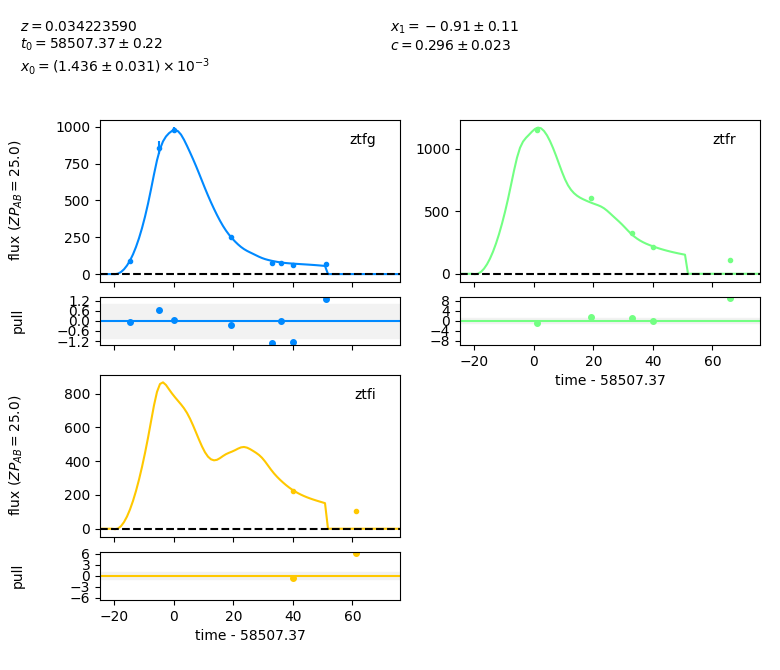 z = 0.034223590
t₀ = 58507.37 ± 0.22
x₀ = (1.436 ± 0.031) × 10⁻³
x₁ = −0.91 ± 0.11
c = 0.296 ± 0.023
flux (ZP_AB = 25.0)
1000
750
500
250
0
ztfg
1000
500
0
ztfr
pull
1.2
0.6
0.0
−0.6
−1.2
8
4
0
−4
−8
−20 0 20 40 60
time - 58507.37
flux (ZP_AB = 25.0)
800
600
400
200
0
ztfi
pull
6
3
0
−3
−6
−20 0 20 40 60
time - 58507.37